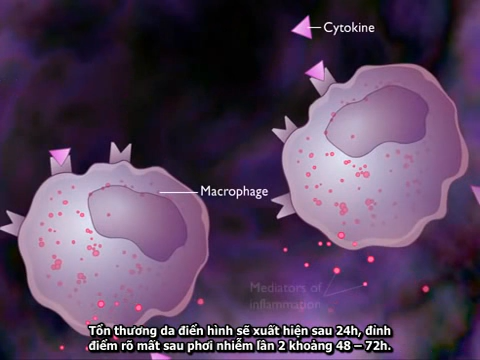 Cytokine
Macrophage
Mediators of
inflammation
Tổn thương da điển hình sẽ xuất hiện sau 24h, đỉnh
điểm rõ mất sau phơi nhiễm lần 2 khoảng 48 – 72h.